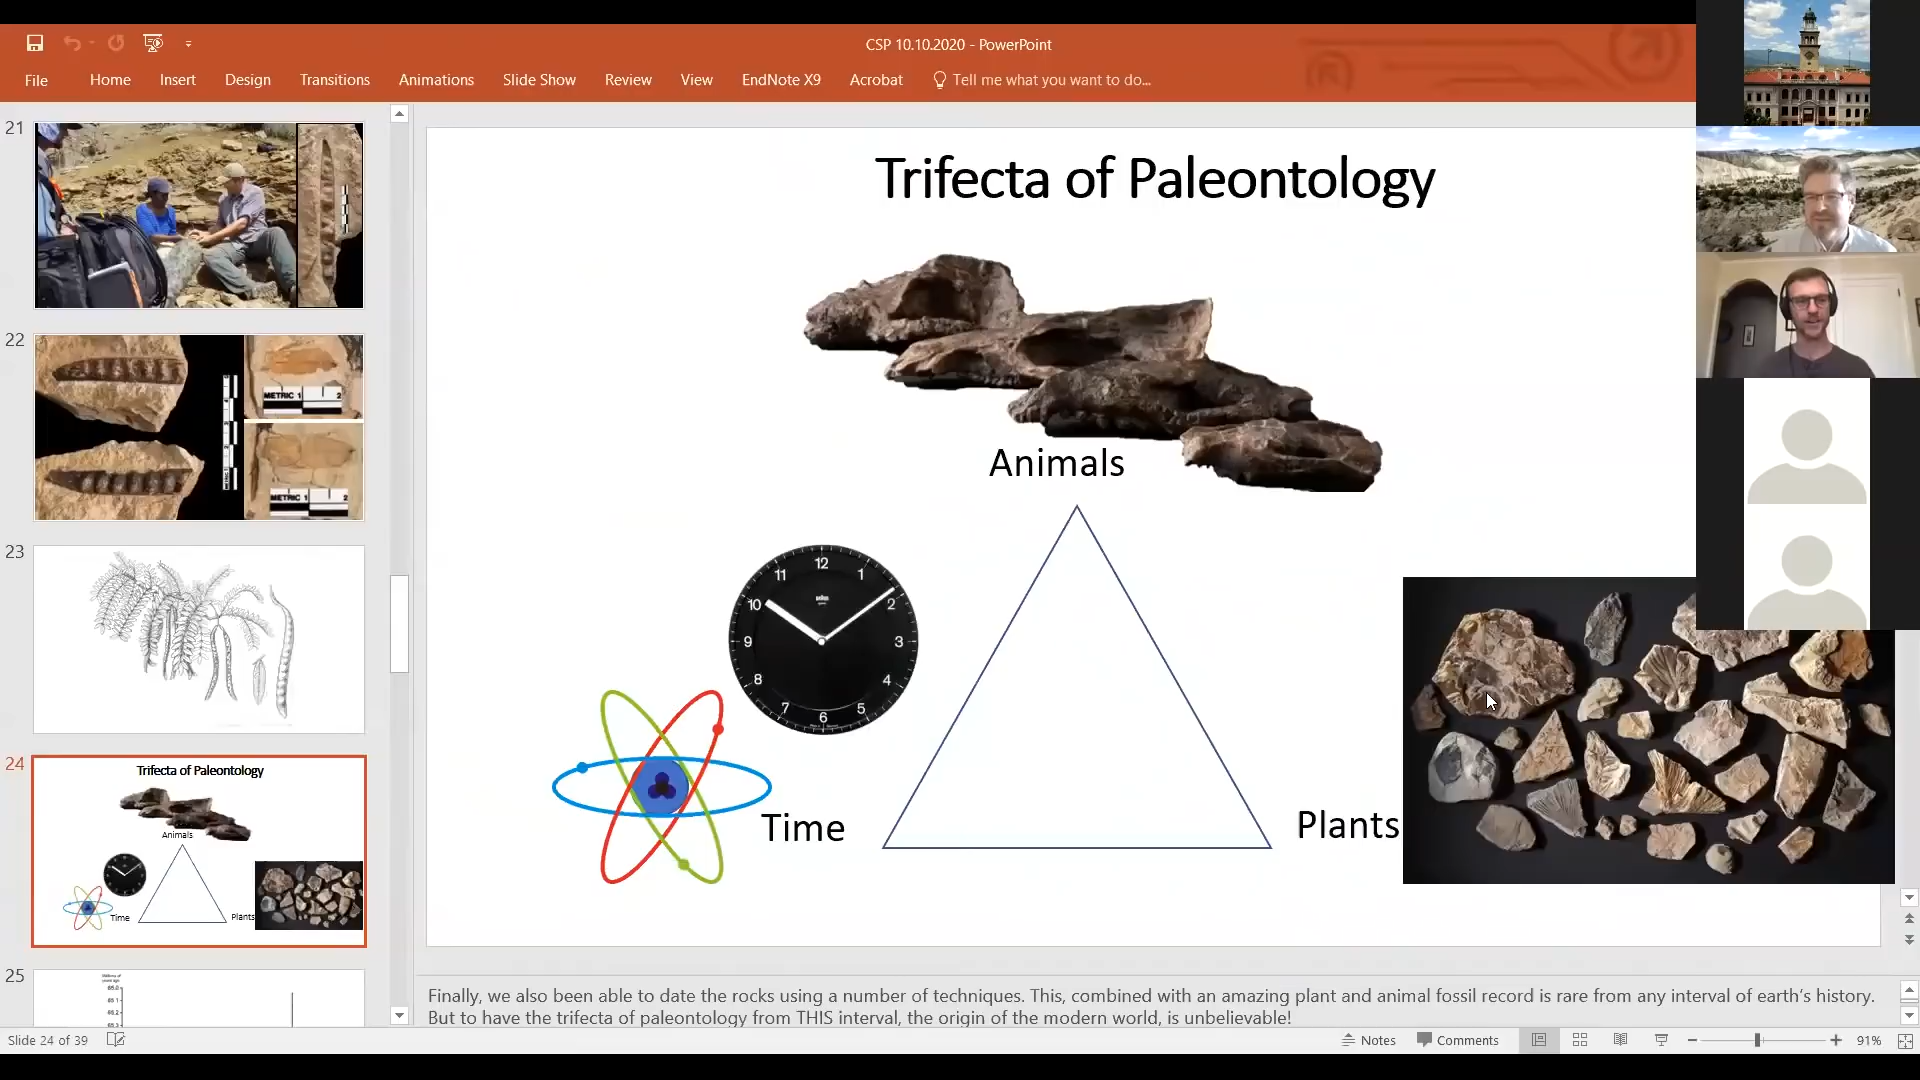 CSP 10.10.2020 - PowerPoint
File Home Insert Design Transitions Animations Slide Show Review View EndNote X9 Acrobat Tell me what you want to do...
21
22
METRIC 1 2
METRIC 1 2
23
24
Trifecta of Paleontology
Animals
Time
Plants
25
Trifecta of Paleontology
Animals
12
11 1
10 2
9 3
8 4
7 5
6
Time
Plants
Finally, we also been able to date the rocks using a number of techniques. This, combined with an amazing plant and animal fossil record is rare from any interval of earth's history.
But to have the trifecta of paleontology from THIS interval, the origin of the modern world, is unbelievable!
Slide 24 of 39
Notes Comments 91%